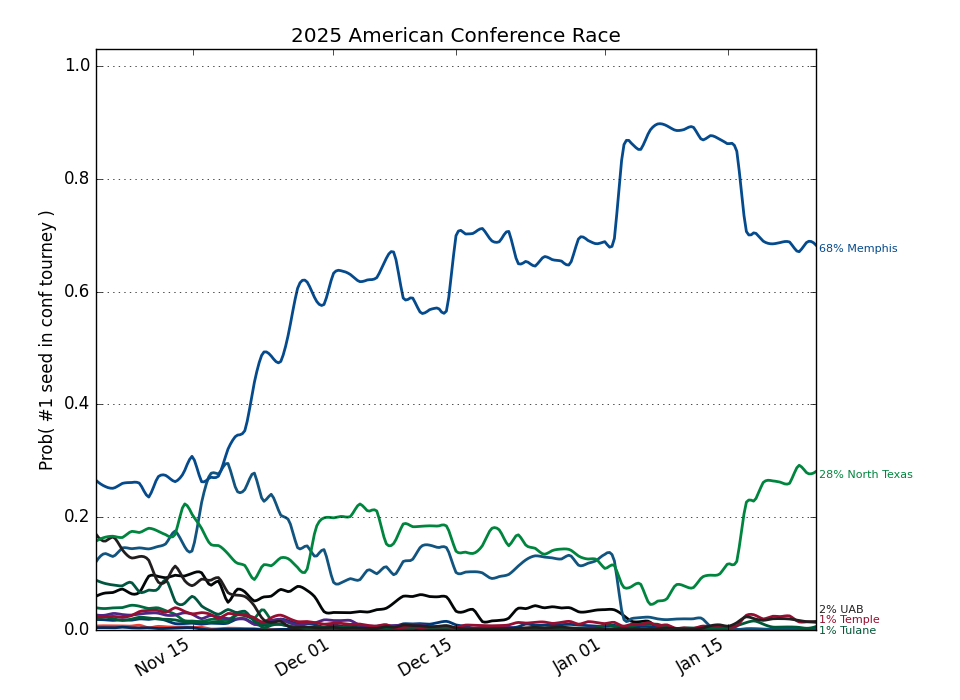 2025 American Conference Race
Prob( #1 seed in conf tourney )
1.0
0.8
0.6
0.4
0.2
0.0
68% Memphis
28% North Texas
2% UAB
1% Temple
1% Tulane
Nov 15
Dec 01
Dec 15
Jan 01
Jan 15